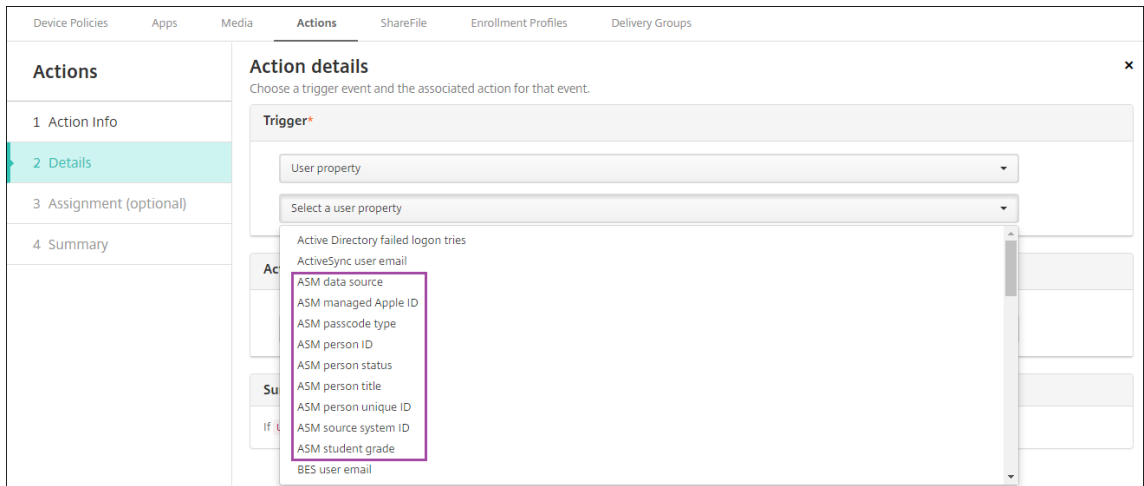 Device Policies Apps Media Actions ShareFile Enrollment Profiles Delivery Groups
Actions
1 Action Info
2 Details
3 Assignment (optional)
4 Summary
Action details
Choose a trigger event and the associated action for that event.
Trigger*
User property
Select a user property
Active Directory failed logon tries
ActiveSync user email
ASM data source
ASM managed Apple ID
ASM passcode type
ASM person ID
ASM person status
ASM person title
ASM person unique ID
ASM source system ID
ASM student grade
BES user email
Ac
Su
If